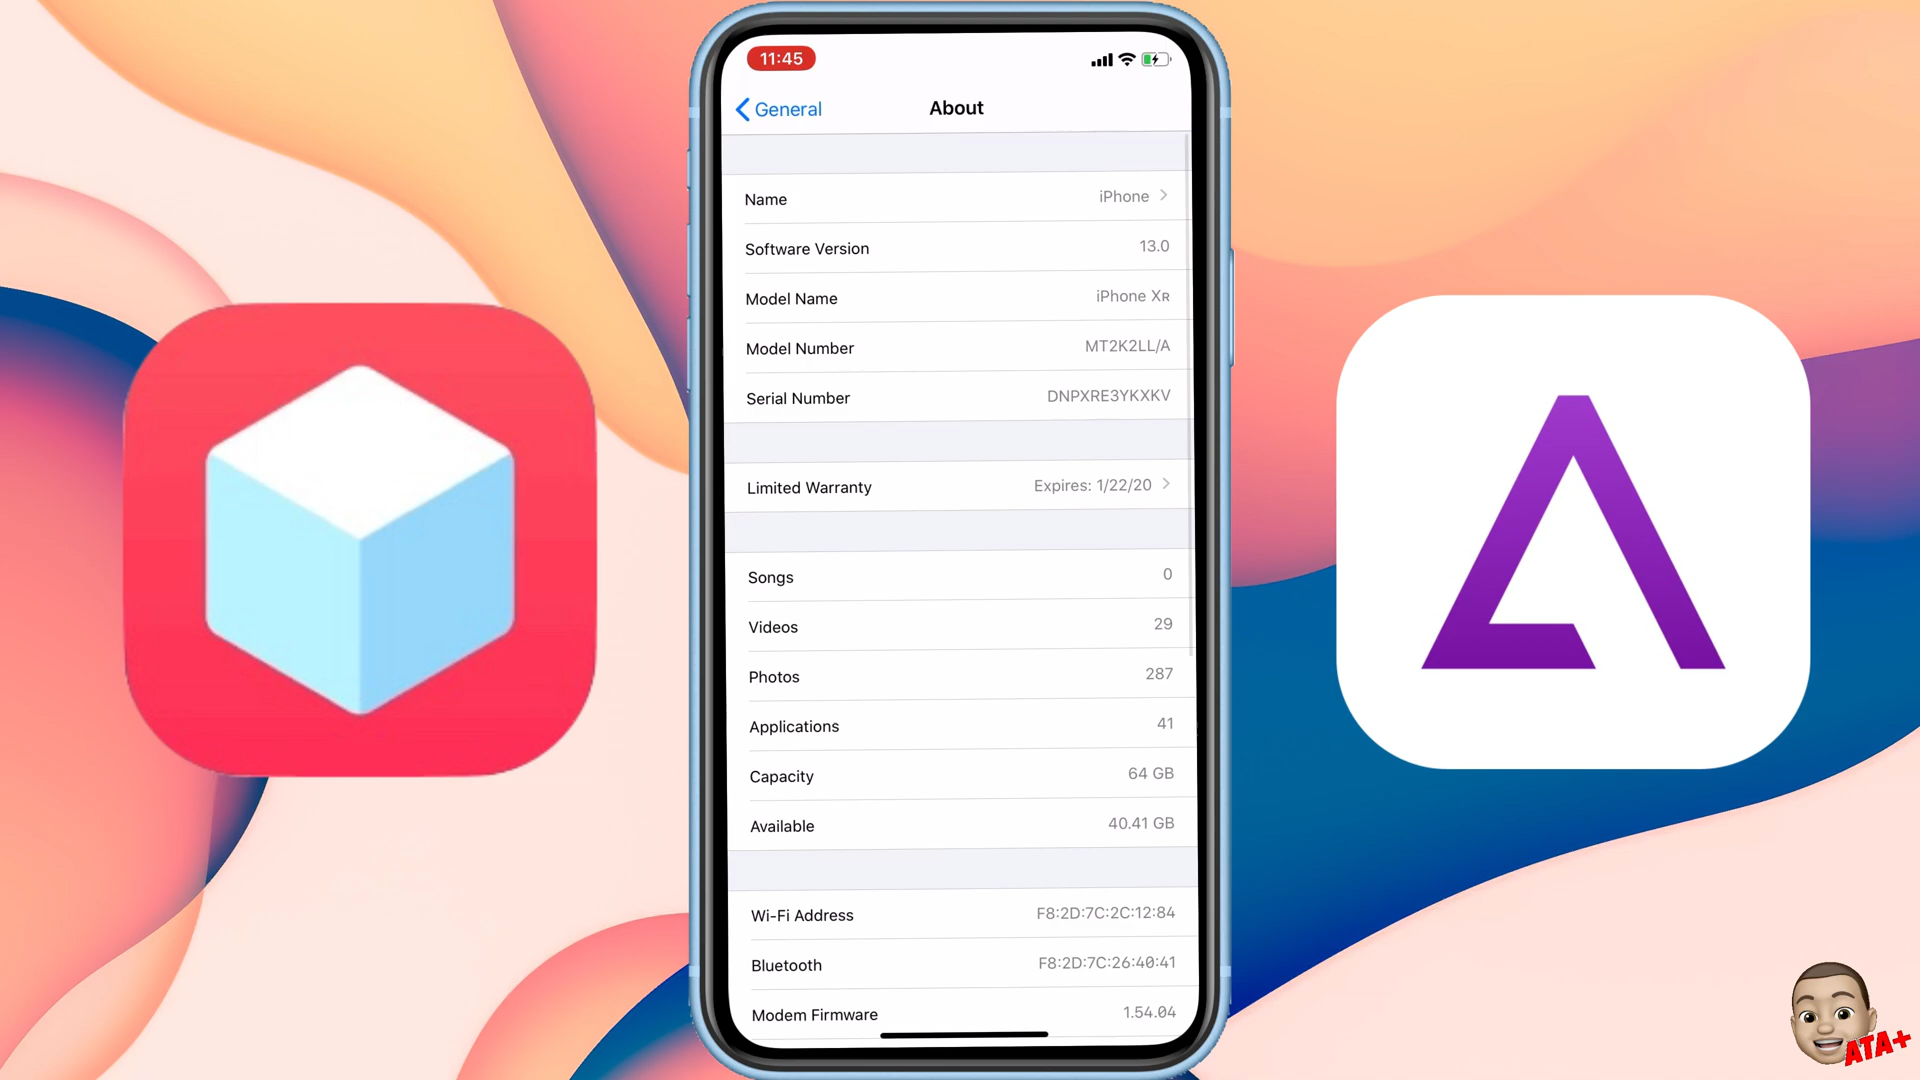 11:45
General
About
Name iPhone
Software Version 13.0
Model Name iPhone XR
Model Number MT2K2LL/A
Serial Number DNPXRE3YKXKV
Limited Warranty Expires: 1/22/20
Songs 0
Videos 29
Photos 287
Applications 41
Capacity 64 GB
Available 40.41 GB
Wi-Fi Address F8:2D:7C:2C:12:84
Bluetooth F8:2D:7C:26:40:41
Modem Firmware 1.54.04
ATA+